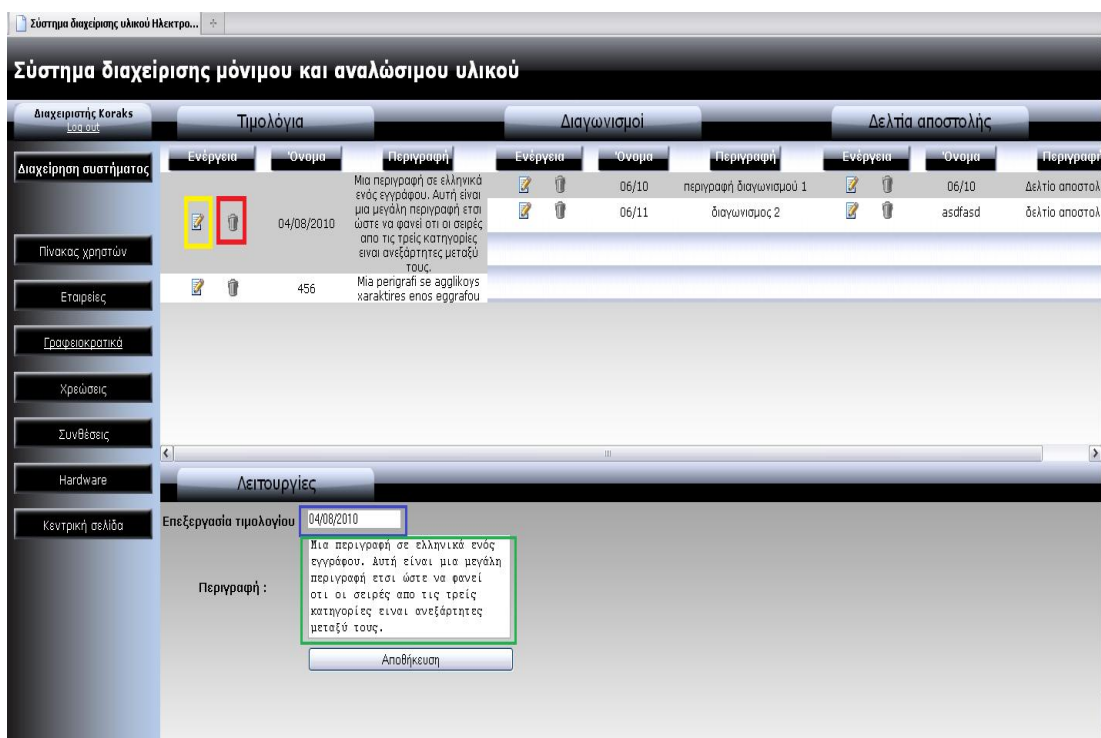 Σύστημα διαχείρισης υλικού Ηλεκτρο...
Σύστημα διαχείρισης μόνιμου και αναλώσιμου υλικού
Διαχειριστής Koraks
Log out
Τιμολόγια
Διαγωνισμοί
Δελτία αποστολής
Διαχείρηση συστήματος
Πίνακας χρηστών
Εταιρείες
Γραφειοκρατικά
Χρεώσεις
Συνθέσεις
Hardware
Κεντρική σελίδα
Ενέργεια Όνομα Περιγραφή
04/08/2010
Μια περιγραφή σε ελληνικά
ενός εγγράφου. Αυτή είναι
μια μεγάλη περιγραφή ετσι
ώστε να φανεί οτι οι σειρές
απο τις τρείς κατηγορίες
ειναι ανεξάρτητες μεταξύ
τους.
456
Mia perigrafi se agglikoys
xaraktires enos eggrafou
Ενέργεια Όνομα Περιγραφή
06/10 περιγραφή διαγωνισμού 1
06/11 διαγωνισμος 2
Ενέργεια Όνομα Περιγραφή
06/10 Δελτίο αποστολ
asdfasd δελτίο αποστολ
Λειτουργίες
Επεξεργασία τιμολογίου 04/08/2010
Περιγραφή :
Μια περιγραφή σε ελληνικά ενός
εγγράφου. Αυτή είναι μια μεγάλη
περιγραφή ετσι ώστε να φανεί
οτι οι σειρές απο τις τρείς
κατηγορίες ειναι ανεξάρτητες
μεταξύ τους.
Αποθήκευση